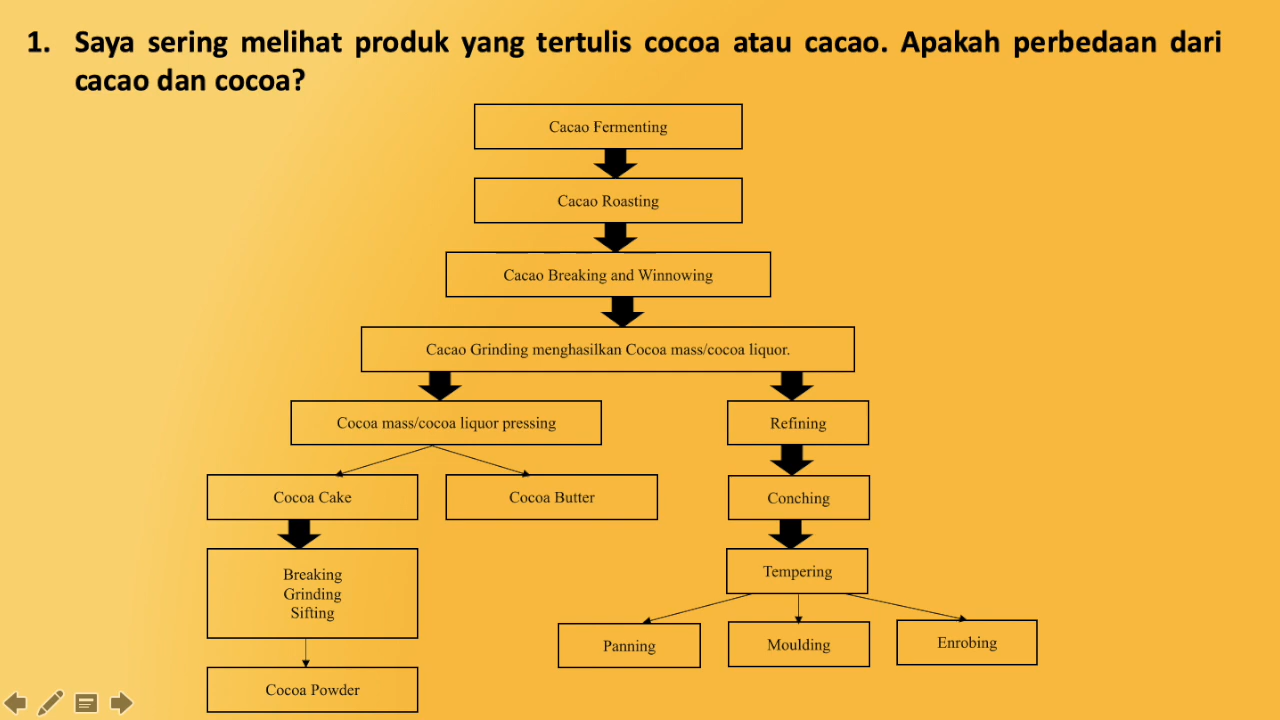 1. Saya sering melihat produk yang tertulis cocoa atau cacao. Apakah perbedaan dari
cacao dan cocoa?
Cacao Fermenting
Cacao Roasting
Cacao Breaking and Winnowing
Cacao Grinding menghasilkan Cocoa mass/cocoa liquor.
Cocoa mass/cocoa liquor pressing
Refining
Cocoa Cake
Cocoa Butter
Conching
Breaking
Grinding
Sifting
Tempering
Panning
Moulding
Enrobing
Cocoa Powder